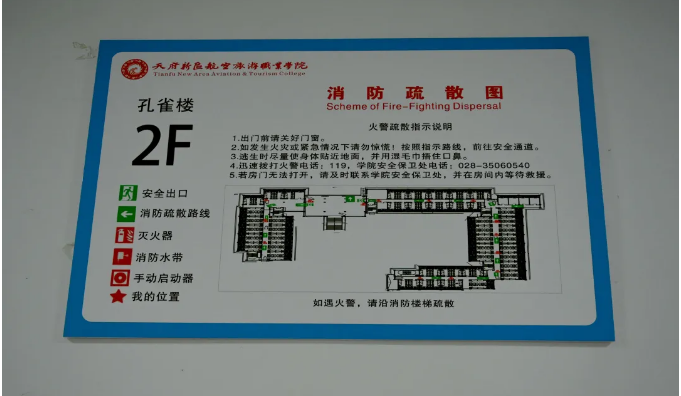 天府新区航空旅游职业学院
Tianfu New Area Aviation & Tourism College
消防疏散图
Scheme of Fire-Fighting Dispersal
孔雀楼
2F
火警疏散指示说明
1.出门前请关好门窗。
2.如发生火灾或紧急情况下请勿惊慌！按照指示路线，前往安全通道。
3.逃生时尽量使身体贴近地面，并用湿毛巾捂住口鼻。
4.迅速拨打火警电话：119，学院安全保卫处电话：028-35060540
5.若房门无法打开，请及时联系学院安全保卫处，并在房间内等待救援。
安全出口
消防疏散路线
灭火器
消防水带
手动启动器
我的位置
如遇火警，请沿消防楼梯疏散